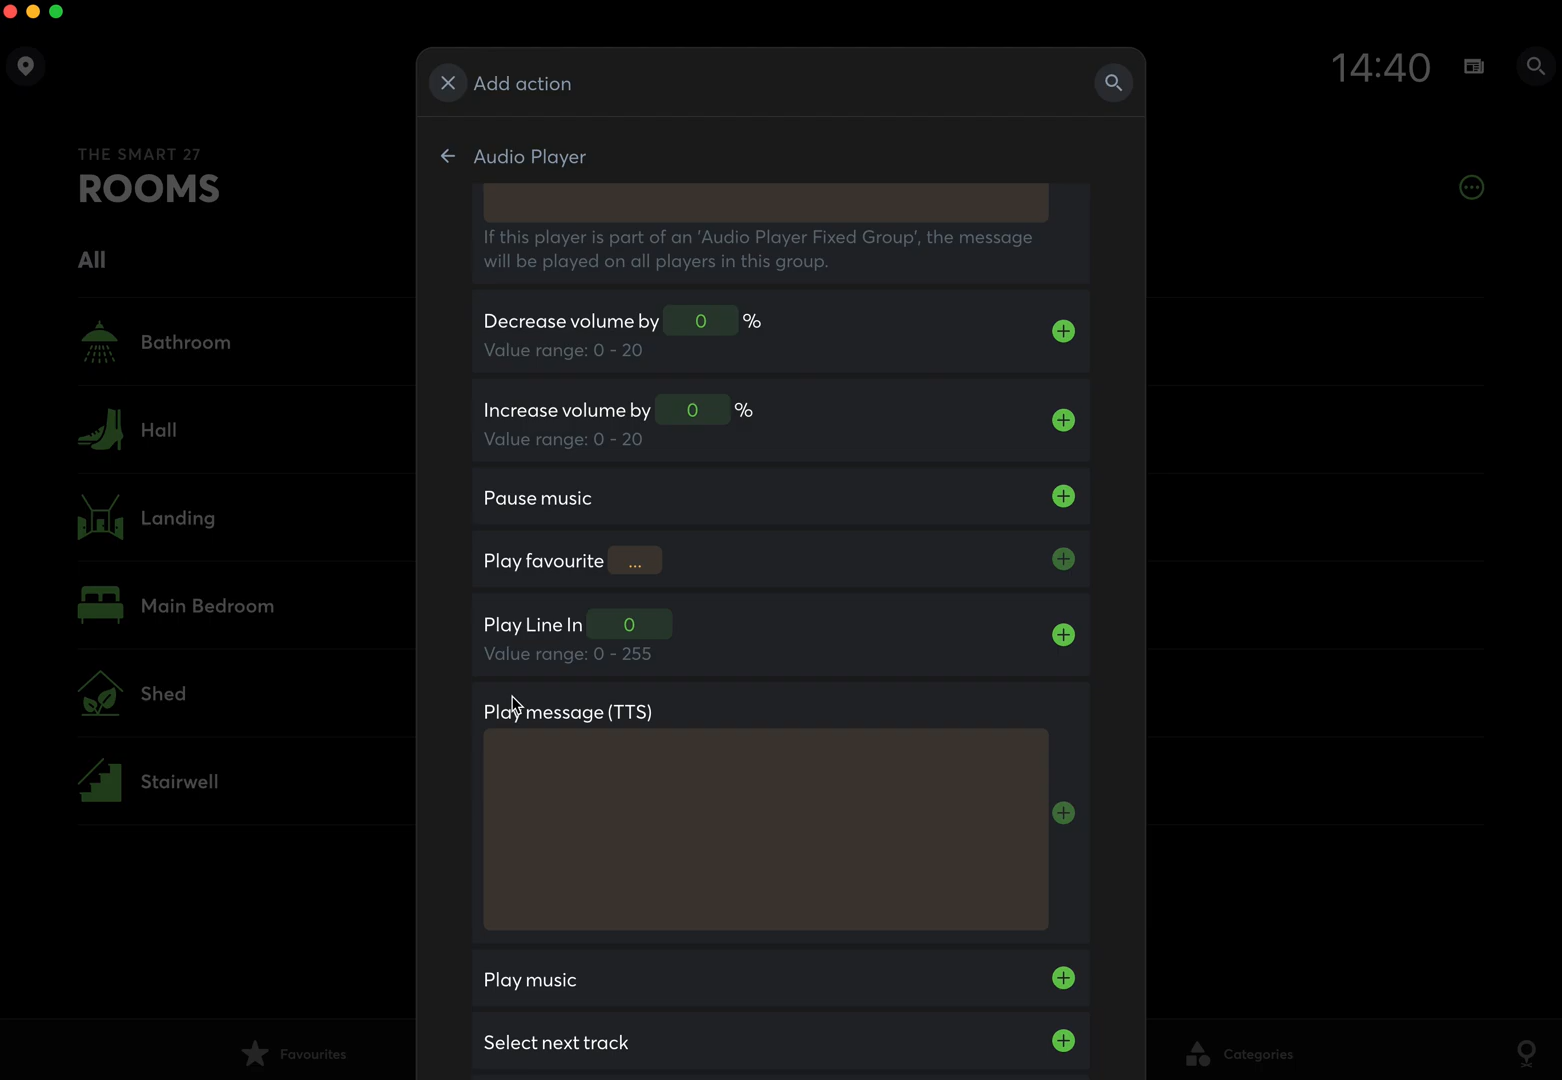 Add action
14:40
THE SMART 27
ROOMS
All
Bathroom
Hall
Landing
Main Bedroom
Shed
Stairwell
Audio Player
If this player is part of an 'Audio Player Fixed Group', the message
will be played on all players in this group.
Decrease volume by 0 %
Value range: 0 - 20
Increase volume by 0 %
Value range: 0 - 20
Pause music
Play favourite ...
Play Line In 0
Value range: 0 - 255
Play message (TTS)
Play music
Select next track
Favourites
Categories